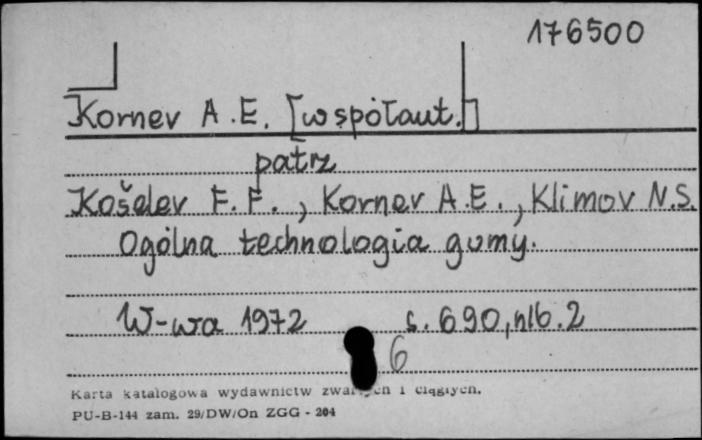 176500
Kornev A.E. [współaut.]
patrz
Košelev F.F., Kornev A.E., Klimov N.S.
Ogólna technologia gumy.
W-wa 1972 s. 690, nlb. 2
6
Karta katalogowa wydawnictw zwartych i ciągłych.
PU-B-144 zam. 29/DW/On ZGG - 204